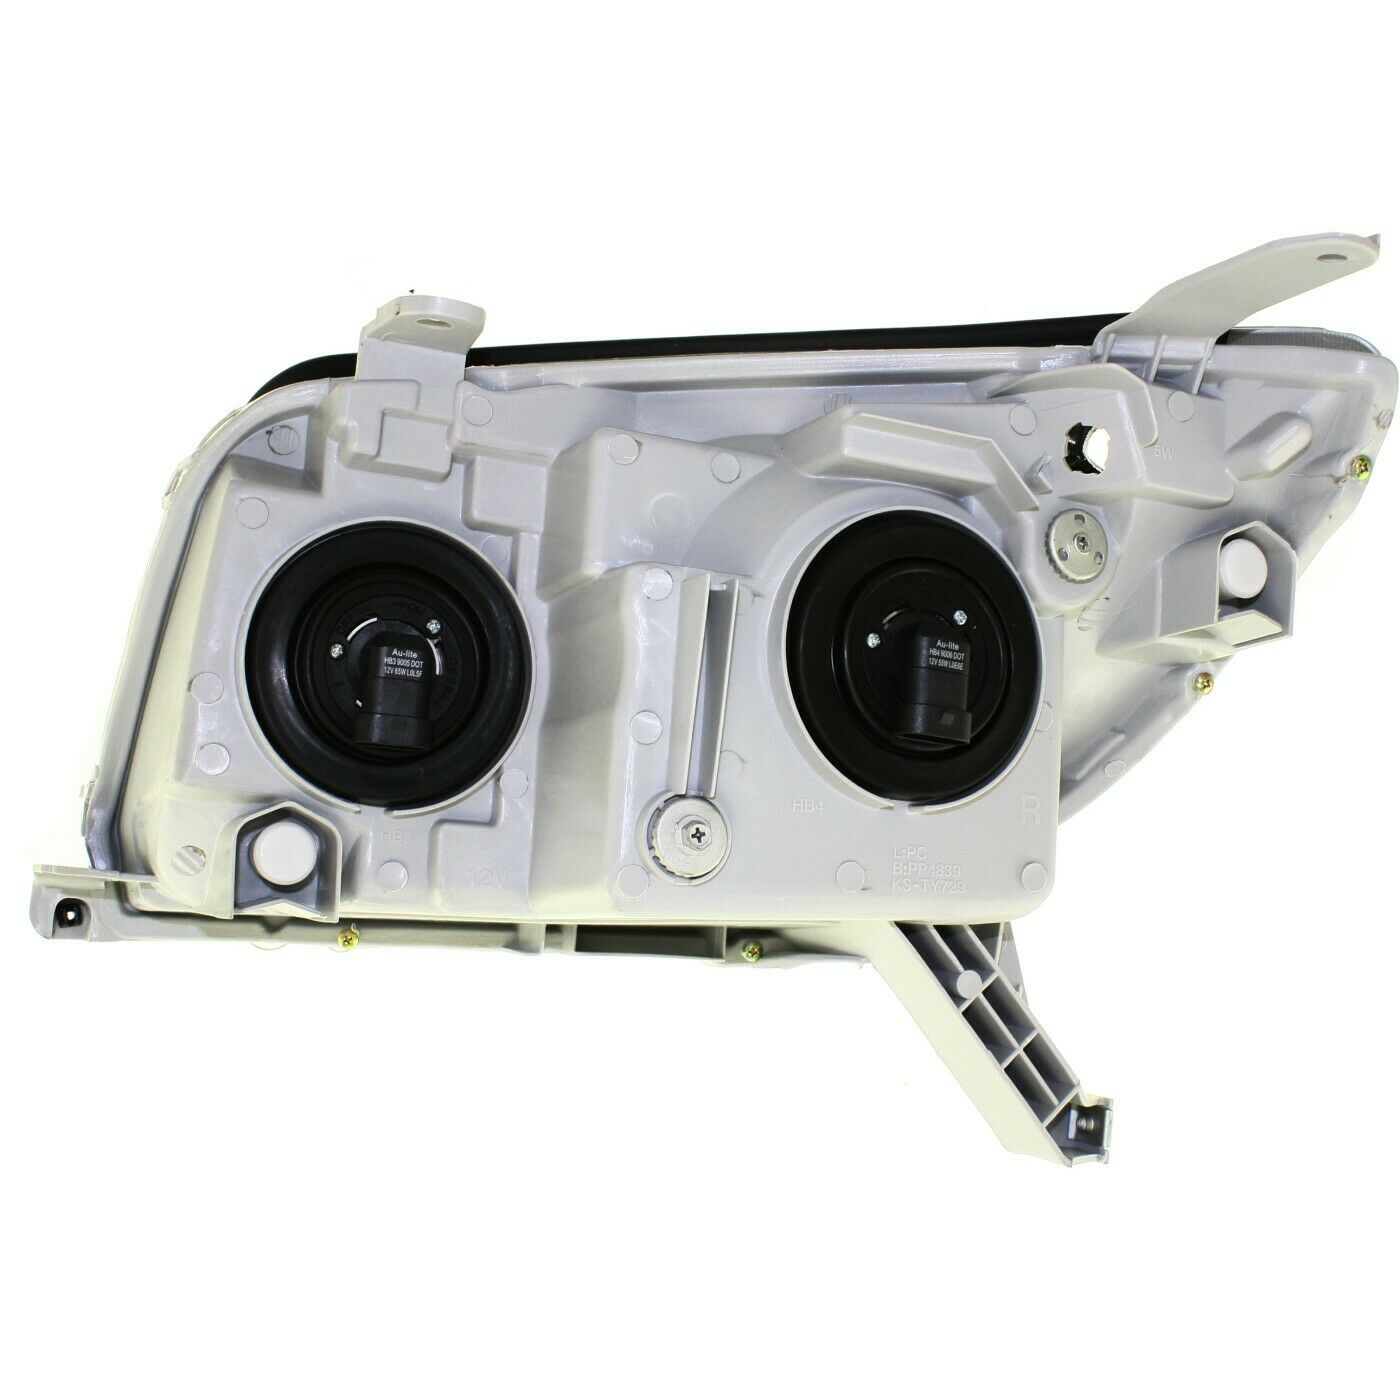 5W
Au-lite
HB3 9005 DOT
12V 65W L0L5F
Au-lite
HB4 9006 DOT
12V 55W L0E6E
HB4
R
12V
L:PC
B:PP4839
KS-TY729